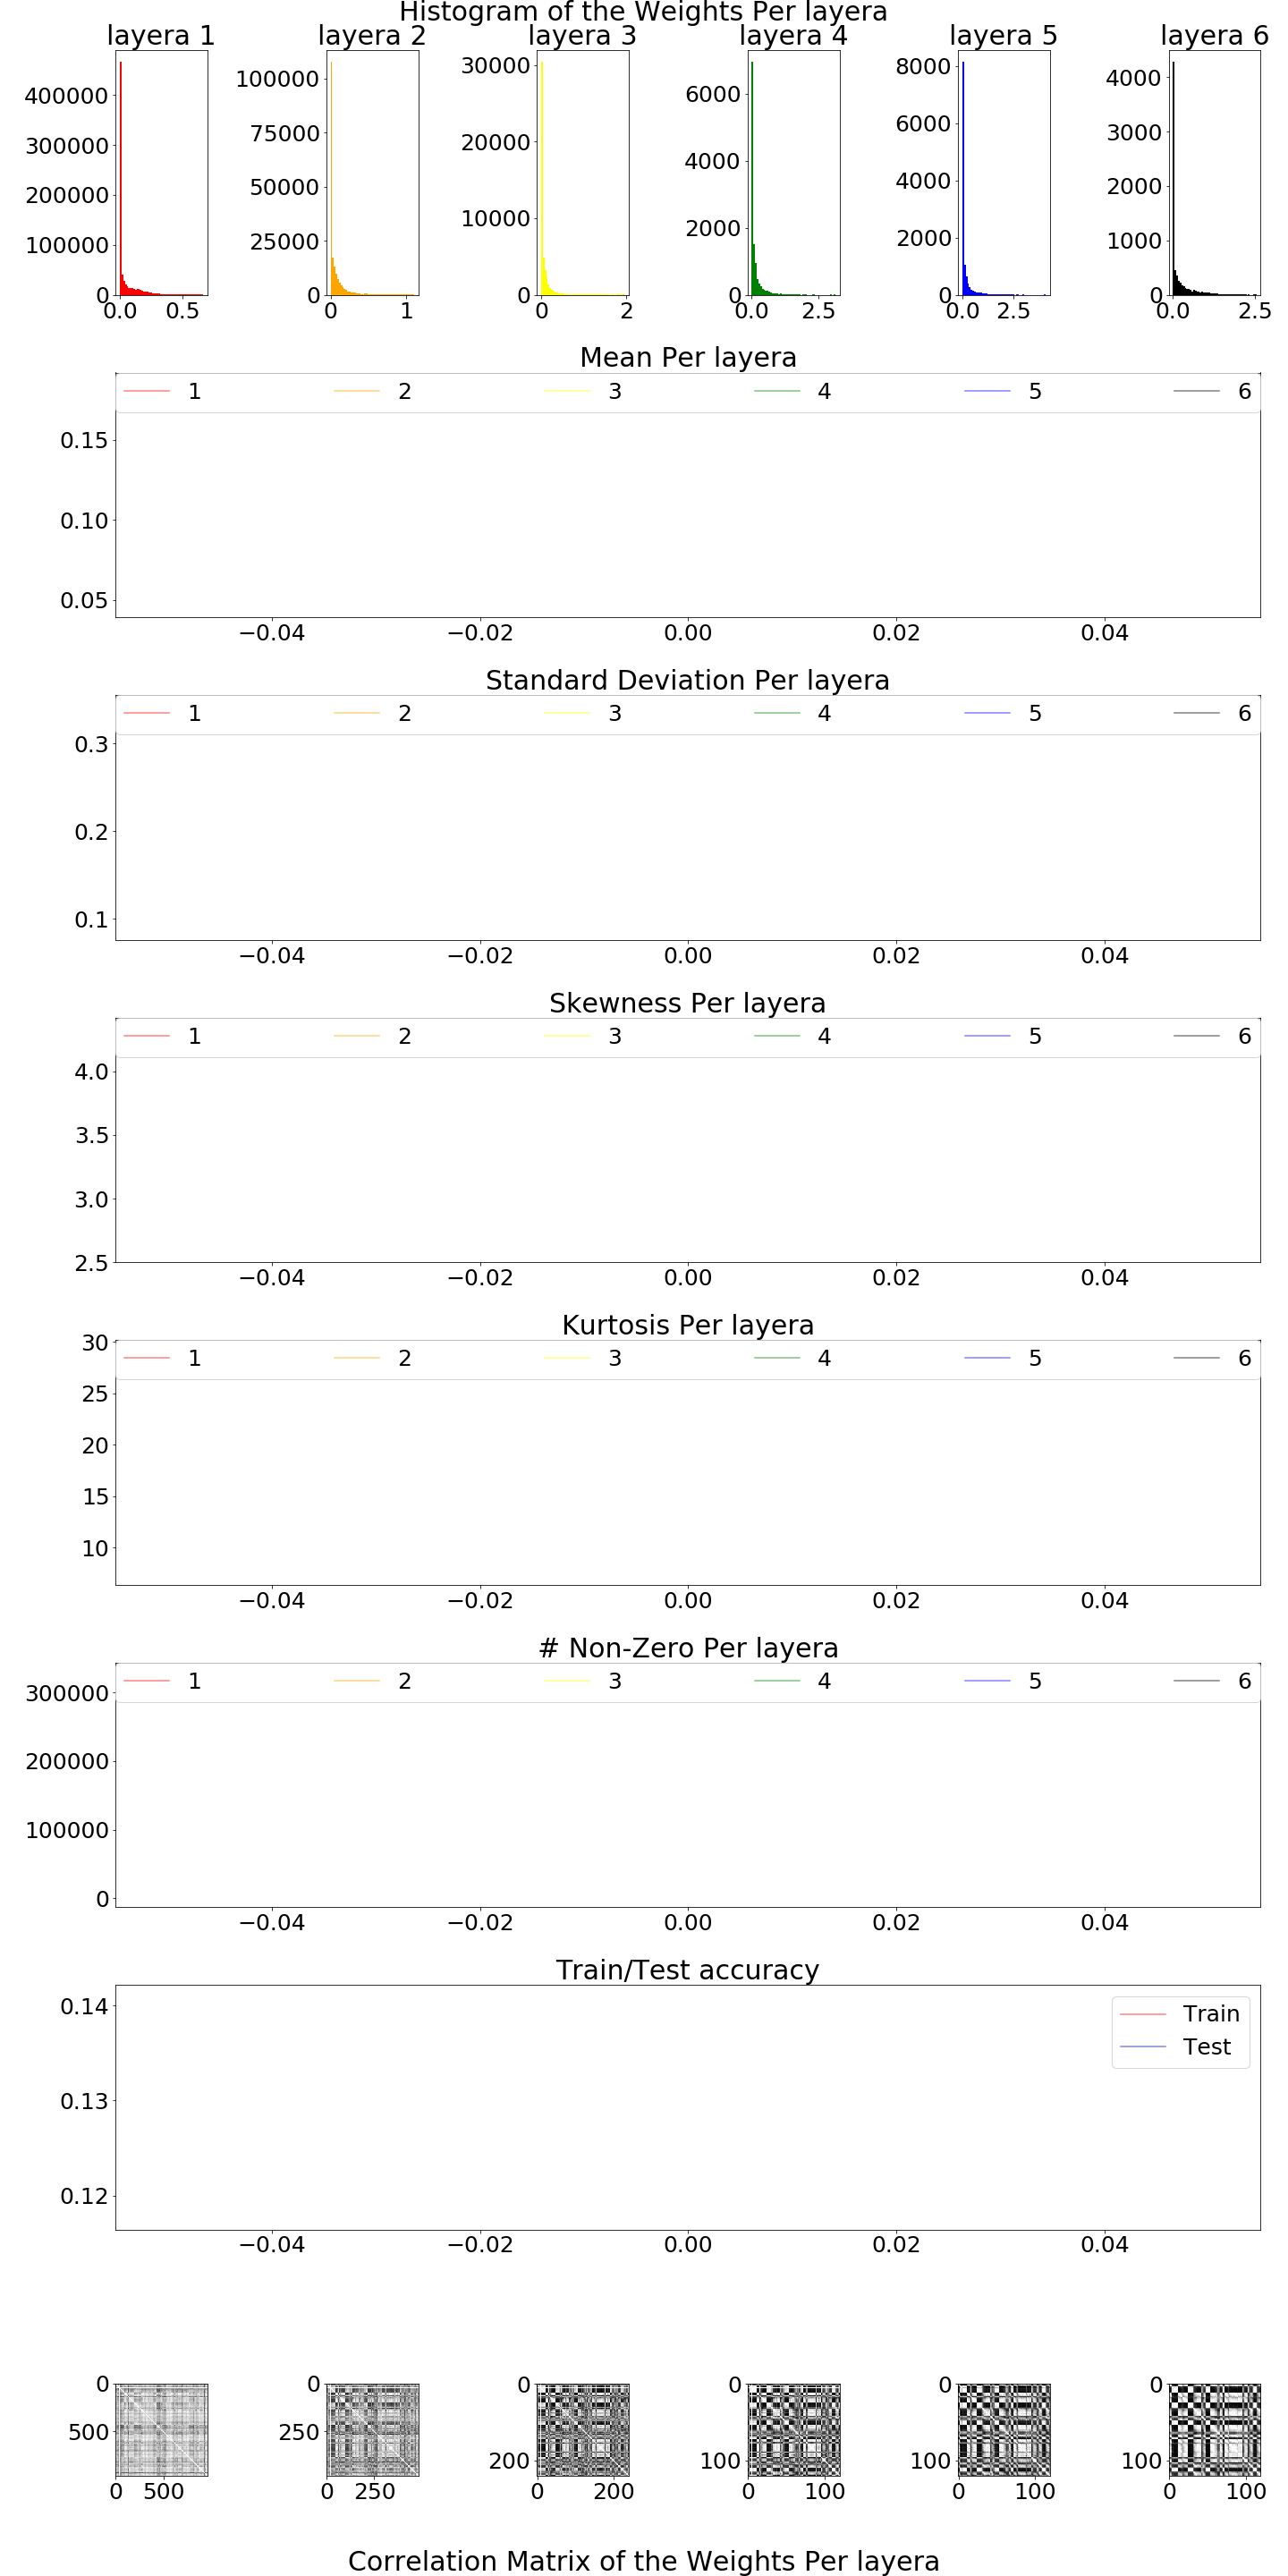 Histogram of the Weights Per layera
layera 1 layera 2 layera 3 layera 4 layera 5 layera 6
400000 300000 200000 100000 0
0.0 0.5
100000 75000 50000 25000 0
0 1
30000 20000 10000 0
0 2
6000 4000 2000 0
0.0 2.5
8000 6000 4000 2000 0
0.0 2.5
4000 3000 2000 1000 0
0.0 2.5
Mean Per layera
1 2 3 4 5 6
0.15
0.10
0.05
−0.04 −0.02 0.00 0.02 0.04
Standard Deviation Per layera
1 2 3 4 5 6
0.3
0.2
0.1
−0.04 −0.02 0.00 0.02 0.04
Skewness Per layera
1 2 3 4 5 6
4.0
3.5
3.0
2.5
−0.04 −0.02 0.00 0.02 0.04
Kurtosis Per layera
30
1 2 3 4 5 6
25
20
15
10
−0.04 −0.02 0.00 0.02 0.04
# Non-Zero Per layera
1 2 3 4 5 6
300000
200000
100000
0
−0.04 −0.02 0.00 0.02 0.04
Train/Test accuracy
Train
Test
0.14
0.13
0.12
−0.04 −0.02 0.00 0.02 0.04
0 500
0 500
0 250
0 250
0 200
0 200
0 100
0 100
0 100
0 100
0 100
0 100
Correlation Matrix of the Weights Per layera